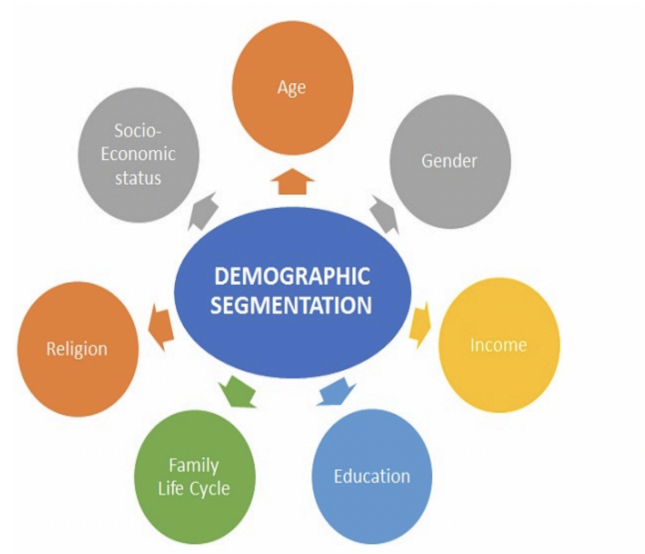 Age
Socio-
Economic
status
Gender
DEMOGRAPHIC
SEGMENTATION
Religion
Income
Family
Life Cycle
Education